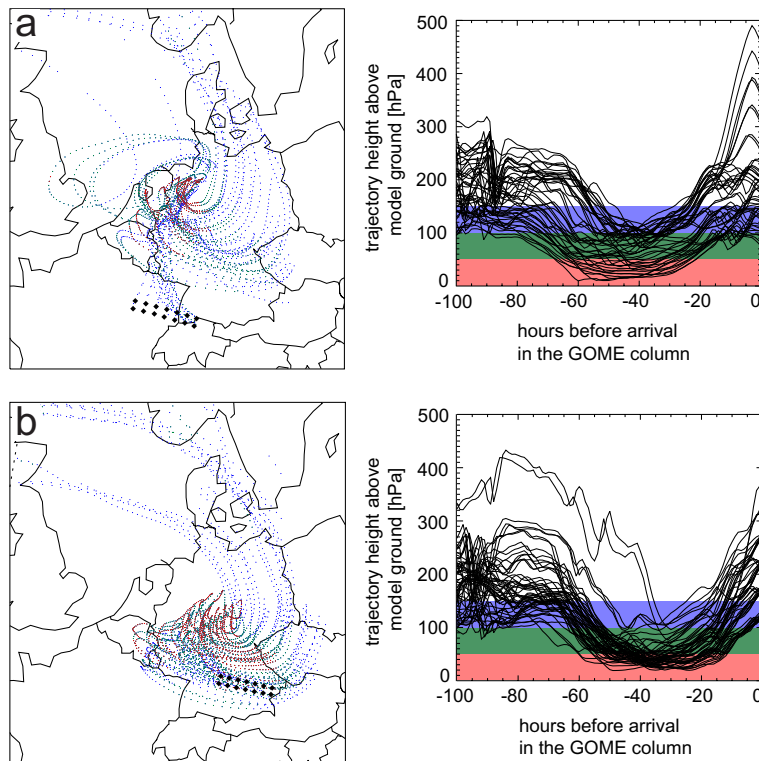 a
trajectory height above
model ground [hPa]
500
400
300
200
100
0
-100
-80
-60
-40
-20
0
hours before arrival
in the GOME column
b
trajectory height above
model ground [hPa]
500
400
300
200
100
0
-100
-80
-60
-40
-20
0
hours before arrival
in the GOME column